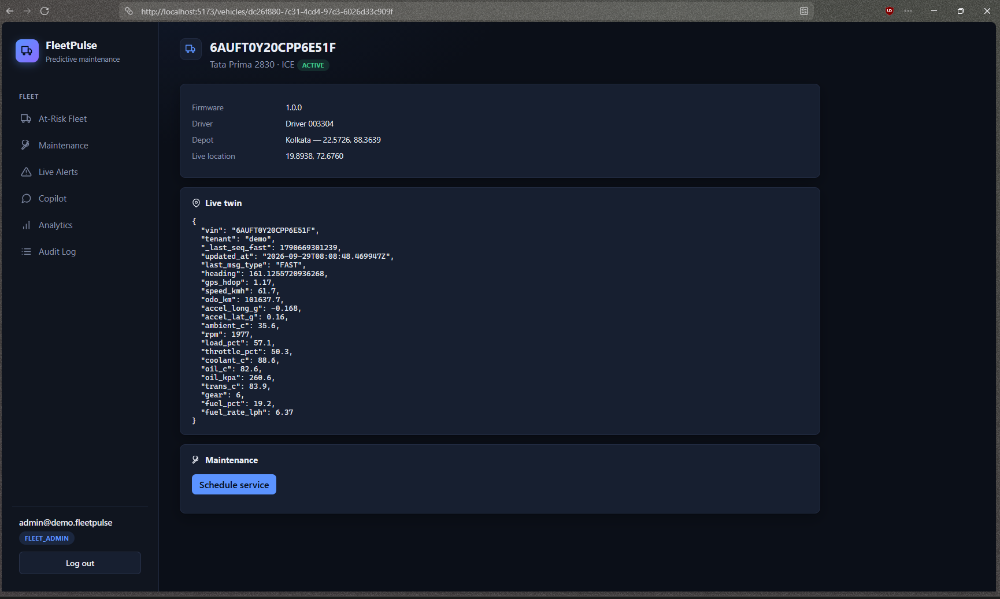 http://localhost:5173/vehicles/dc26f880-7c31-4cd4-97c3-6026d33c909f
FleetPulse
Predictive maintenance
FLEET
At-Risk Fleet
Maintenance
Live Alerts
Copilot
Analytics
Audit Log
admin@demo.fleetpulse
FLEET_ADMIN
Log out
6AUFT0Y20CPP6E51F
Tata Prima 2830 · ICE ACTIVE
Firmware 1.0.0
Driver Driver 003304
Depot Kolkata — 22.5726, 88.3639
Live location 19.8938, 72.6760
Live twin
{
"vin": "6AUFT0Y20CPP6E51F",
"tenant": "demo",
"_last_seq_fast": 1790669301239,
"updated_at": "2026-09-29T08:08:48.469947Z",
"last_msg_type": "FAST",
"heading": 161.1255720936268,
"gps_hdop": 1.17,
"speed_kmh": 61.7,
"odo_km": 101637.7,
"accel_long_g": -0.168,
"accel_lat_g": 0.16,
"ambient_c": 35.6,
"rpm": 1977,
"load_pct": 57.1,
"throttle_pct": 50.3,
"coolant_c": 88.6,
"oil_c": 82.6,
"oil_kpa": 260.6,
"trans_c": 83.9,
"gear": 6,
"fuel_pct": 19.2,
"fuel_rate_lph": 6.37
}
Maintenance
Schedule service